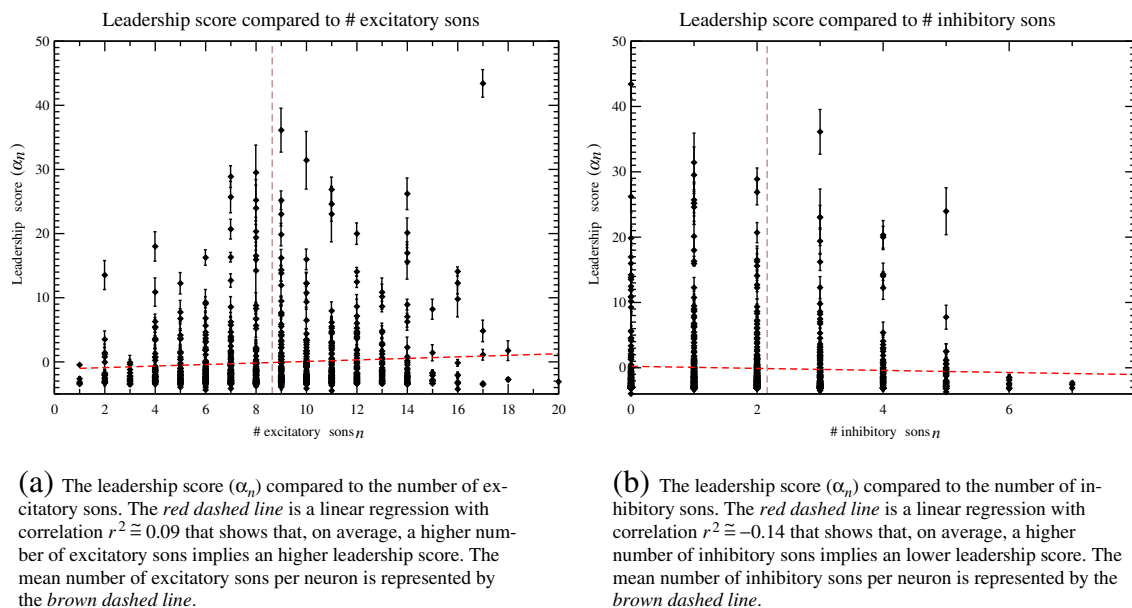 Leadership score compared to # excitatory sons
50
40
30
20
10
0
Leadership score (αn)
0 2 4 6 8 10 12 14 16 18 20
# excitatory sons n
(a) The leadership score (αn) compared to the number of ex-
citatory sons. The red dashed line is a linear regression with
correlation r² ≅ 0.09 that shows that, on average, a higher num-
ber of excitatory sons implies an higher leadership score. The
mean number of excitatory sons per neuron is represented by
the brown dashed line.
Leadership score compared to # inhibitory sons
50
40
30
20
10
0
Leadership score (αn)
0 2 4 6
# inhibitory sons n
(b) The leadership score (αn) compared to the number of in-
hibitory sons. The red dashed line is a linear regression with
correlation r² ≅ –0.14 that shows that, on average, a higher
number of inhibitory sons implies an lower leadership score. The
mean number of inhibitory sons per neuron is represented by the
brown dashed line.